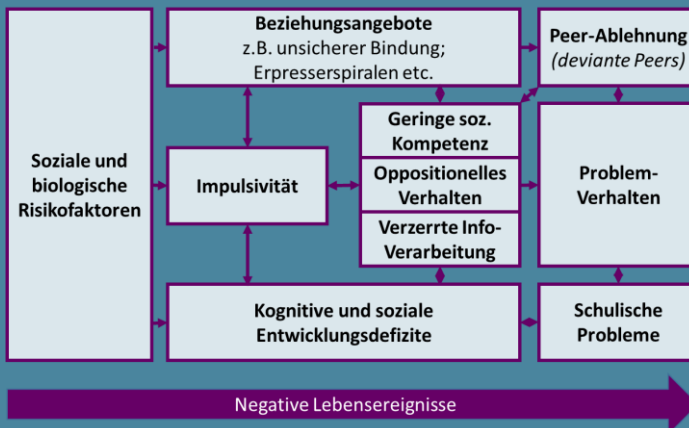 Beziehungsangebote
z.B. unsicherer Bindung;
Erpresserspiralen etc.
Peer-Ablehnung
(deviante Peers)
Soziale und
biologische
Risikofaktoren
Impulsivität
Geringe soz.
Kompetenz
Oppositionelles
Verhalten
Verzerrte Info-
Verarbeitung
Problem-
Verhalten
Kognitive und soziale
Entwicklungsdefizite
Schulische
Probleme
Negative Lebensereignisse